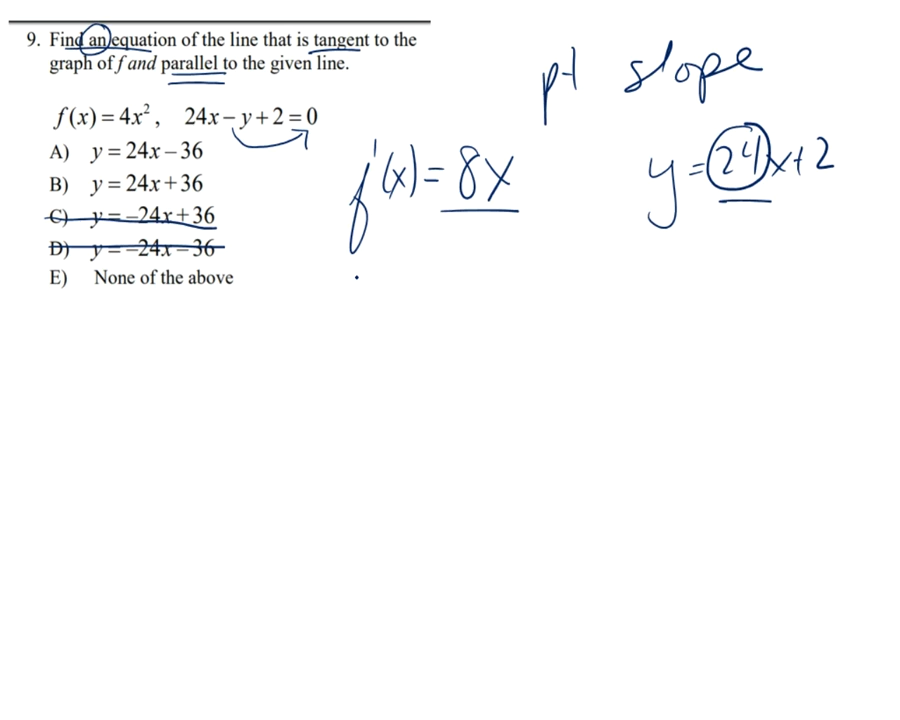 9. Find an equation of the line that is tangent to the
graph of f and parallel to the given line.
f(x) = 4x², 24x − y + 2 = 0
A) y = 24x − 36
B) y = 24x + 36
C) y = −24x + 36
D) y = −24x − 36
E) None of the above
pt slope
f'(x) = 8x
y = 24x + 2